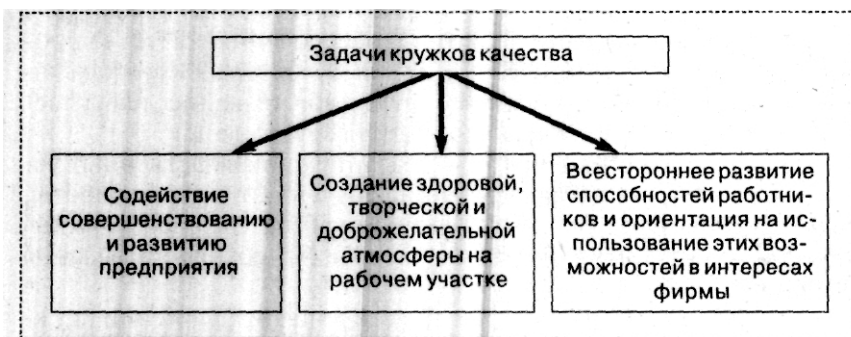 Задачи кружков качества
Содействие
совершенствованию
и развитию
предприятия
Создание здоровой,
творческой и
доброжелательной
атмосферы на
рабочем участке
Всестороннее развитие
способностей работни-
ков и ориентация на ис-
пользование этих воз-
можностей в интересах
фирмы